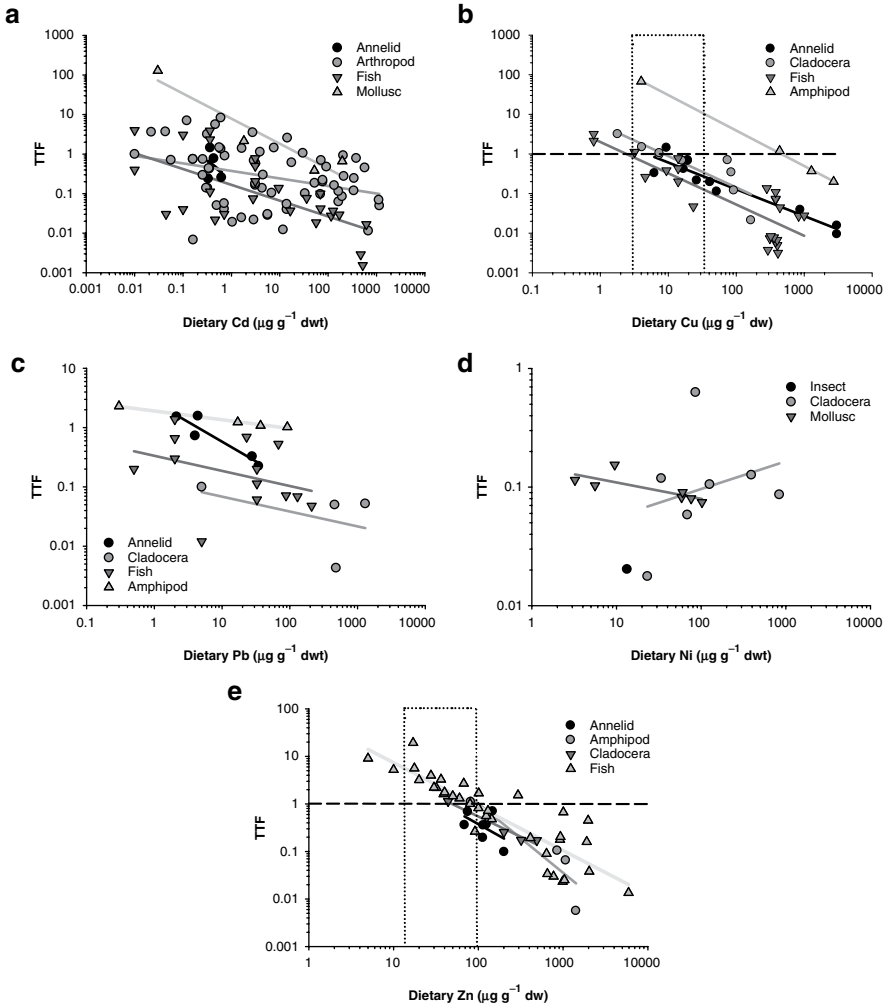 a
1000
100
10
1
0.1
0.01
0.001
TTF
Annelid
Arthropod
Fish
Mollusc
0.001 0.01 0.1 1 10 100 1000 10000
Dietary Cd (µg g⁻¹ dwt)
b
1000
100
10
1
0.1
0.01
0.001
TTF
Annelid
Cladocera
Fish
Amphipod
0.1 1 10 100 1000 10000
Dietary Cu (µg g⁻¹ dw)
c
10
1
0.1
0.01
0.001
TTF
Annelid
Cladocera
Fish
Amphipod
0.1 1 10 100 1000 10000
Dietary Pb (µg g⁻¹ dwt)
d
1
0.1
0.01
TTF
Insect
Cladocera
Mollusc
1 10 100 1000 10000
Dietary Ni (µg g⁻¹ dwt)
e
100
10
1
0.1
0.01
0.001
TTF
Annelid
Amphipod
Cladocera
Fish
1 10 100 1000 10000
Dietary Zn (µg g⁻¹ dw)